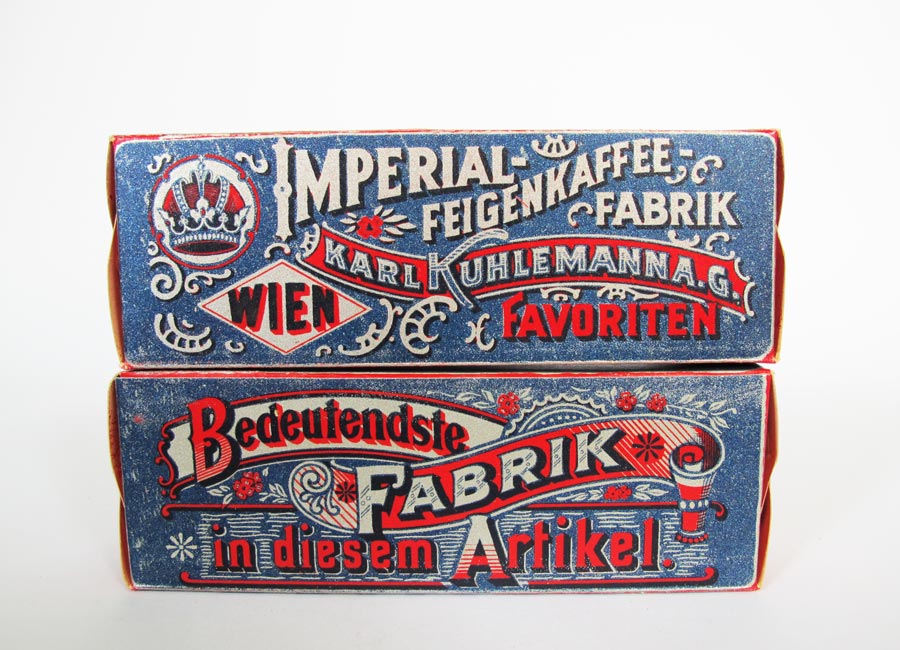 IMPERIAL-
FEIGENKAFFEE-
FABRIK
KARL KUHLEMANN A.G.
WIEN
FAVORITEN
Bedeutendste
FABRIK
in diesem Artikel.